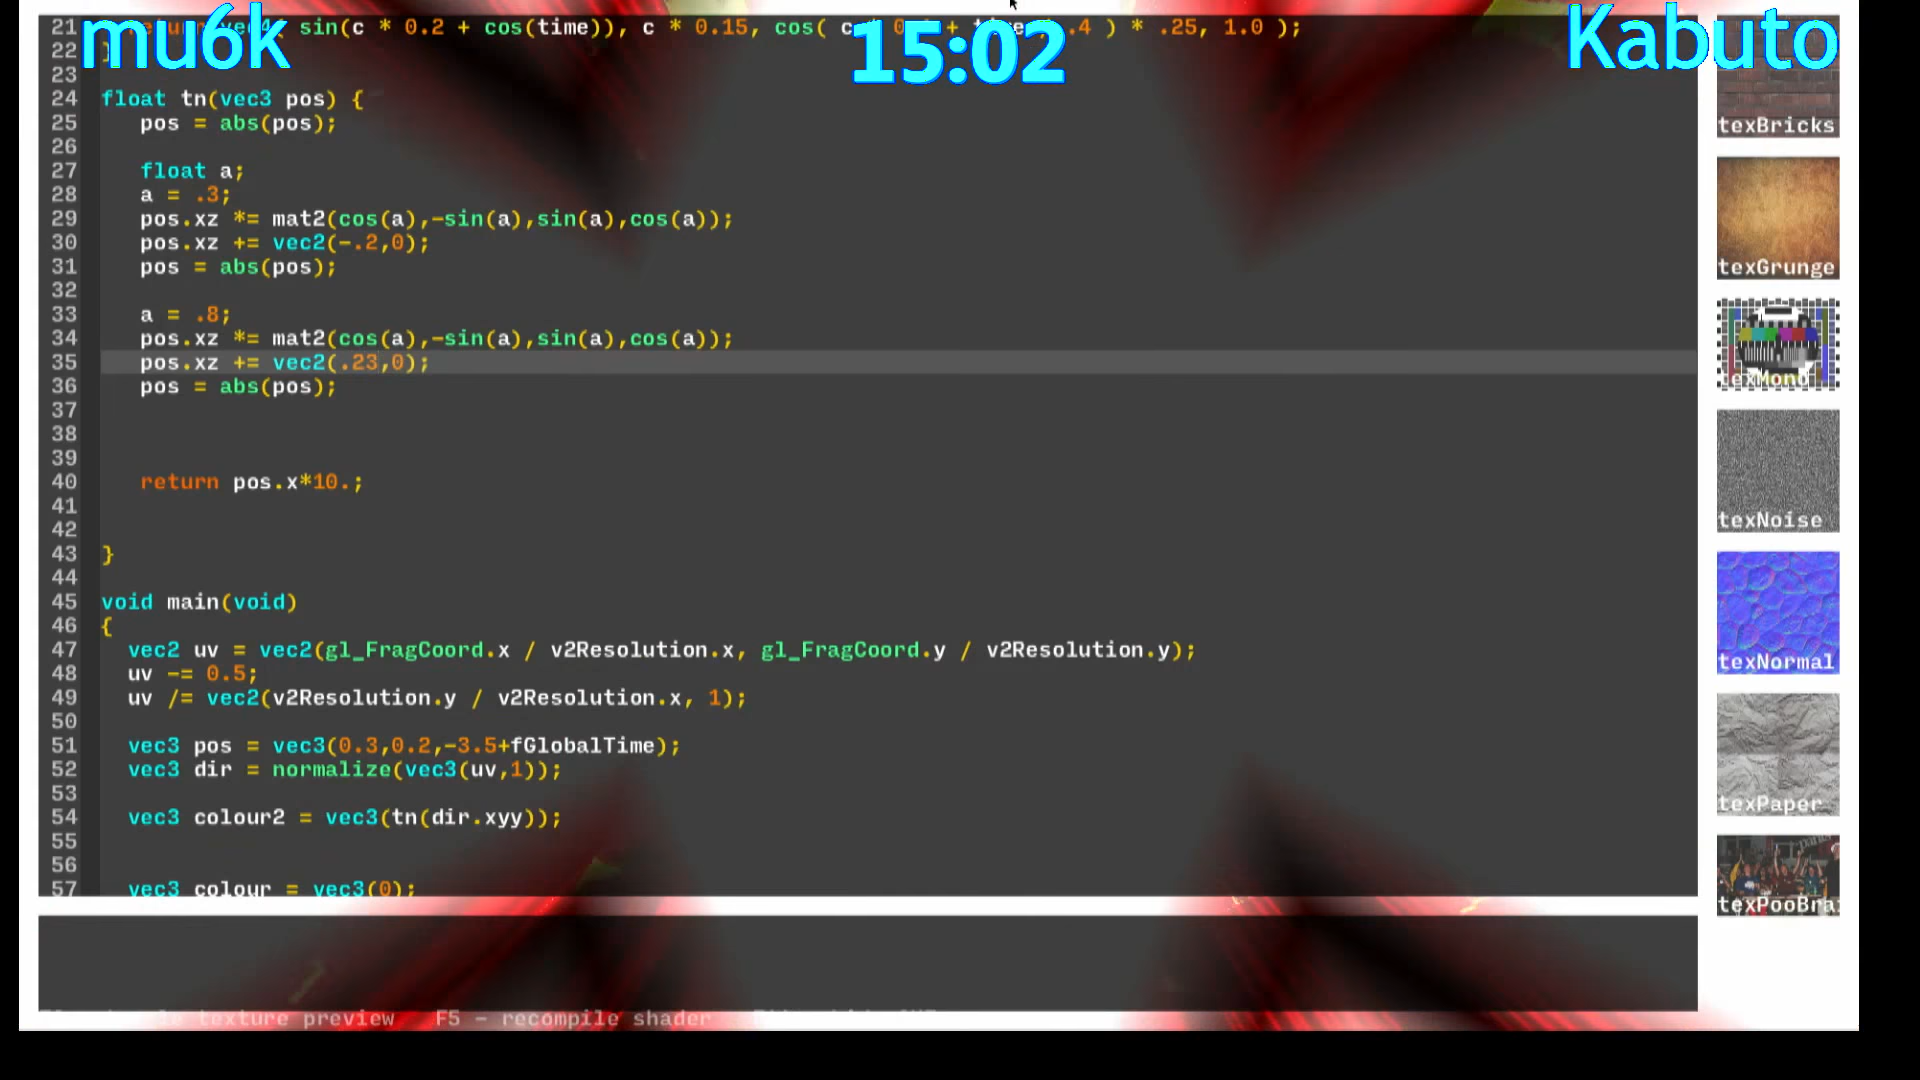 mu6k
15:02
Kabuto
21 return vec4( sin(c * 0.2 + cos(time)), c * 0.15, cos( c * 0. + time .4 ) * .25, 1.0 );
22 }
23
24 float tn(vec3 pos) {
25 pos = abs(pos);
26
27 float a;
28 a = .3;
29 pos.xz *= mat2(cos(a),-sin(a),sin(a),cos(a));
30 pos.xz += vec2(-.2,0);
31 pos = abs(pos);
32
33 a = .8;
34 pos.xz *= mat2(cos(a),-sin(a),sin(a),cos(a));
35 pos.xz += vec2(.23,0);
36 pos = abs(pos);
37
38
39
40 return pos.x*10.;
41
42
43 }
44
45 void main(void)
46 {
47 vec2 uv = vec2(gl_FragCoord.x / v2Resolution.x, gl_FragCoord.y / v2Resolution.y);
48 uv -= 0.5;
49 uv /= vec2(v2Resolution.y / v2Resolution.x, 1);
50
51 vec3 pos = vec3(0.3,0.2,-3.5+fGlobalTime);
52 vec3 dir = normalize(vec3(uv,1));
53
54 vec3 colour2 = vec3(tn(dir.xyy));
55
56
57 vec3 colour = vec3(0);
texture preview F5 - recompile shader
texBricks
texGrunge
texMono
texNoise
texNormal
texPaper
texPooBra